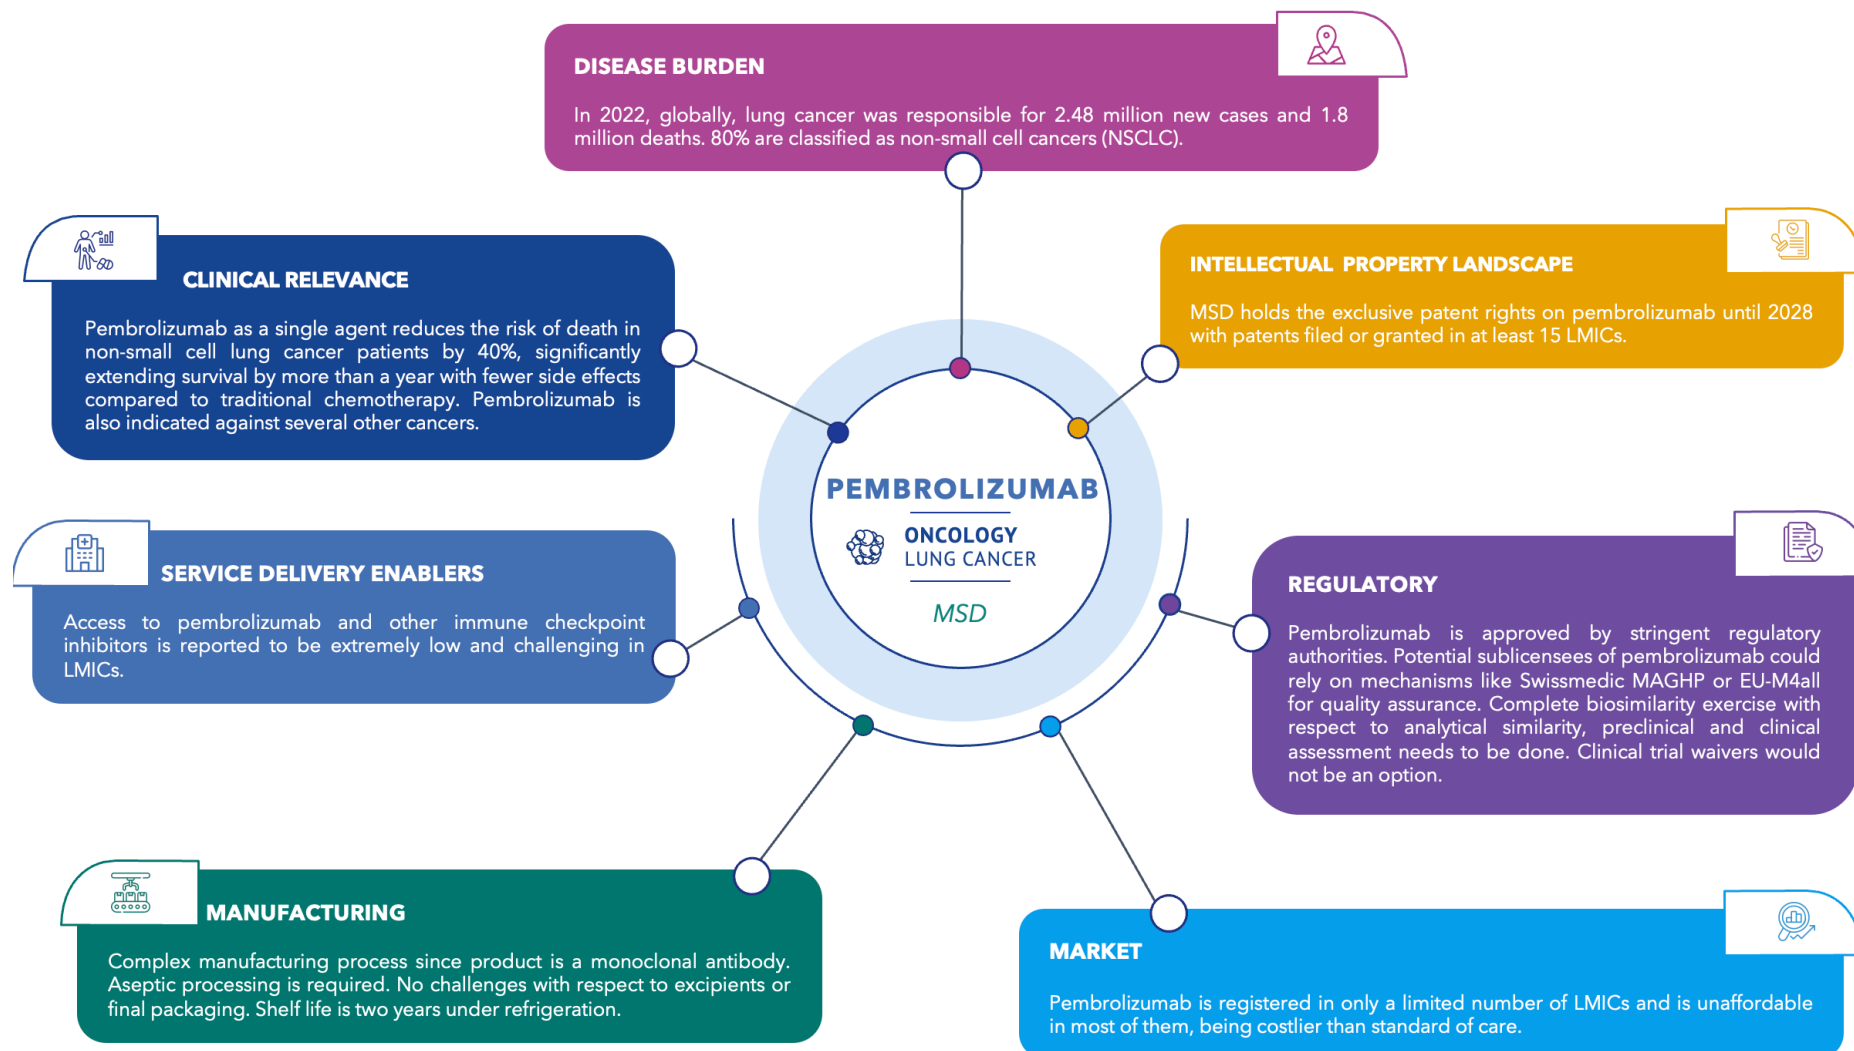 DISEASE BURDEN
In 2022, globally, lung cancer was responsible for 2.48 million new cases and 1.8
million deaths. 80% are classified as non-small cell cancers (NSCLC).
CLINICAL RELEVANCE
Pembrolizumab as a single agent reduces the risk of death in
non-small cell lung cancer patients by 40%, significantly
extending survival by more than a year with fewer side effects
compared to traditional chemotherapy. Pembrolizumab is
also indicated against several other cancers.
INTELLECTUAL PROPERTY LANDSCAPE
MSD holds the exclusive patent rights on pembrolizumab until 2028
with patents filed or granted in at least 15 LMICs.
PEMBROLIZUMAB
ONCOLOGY
LUNG CANCER
MSD
SERVICE DELIVERY ENABLERS
Access to pembrolizumab and other immune checkpoint
inhibitors is reported to be extremely low and challenging in
LMICs.
REGULATORY
Pembrolizumab is approved by stringent regulatory
authorities. Potential sublicensees of pembrolizumab could
rely on mechanisms like Swissmedic MAGHP or EU-M4all
for quality assurance. Complete biosimilarity exercise with
respect to analytical similarity, preclinical and clinical
assessment needs to be done. Clinical trial waivers would
not be an option.
MANUFACTURING
Complex manufacturing process since product is a monoclonal antibody.
Aseptic processing is required. No challenges with respect to excipients or
final packaging. Shelf life is two years under refrigeration.
MARKET
Pembrolizumab is registered in only a limited number of LMICs and is unaffordable
in most of them, being costlier than standard of care.